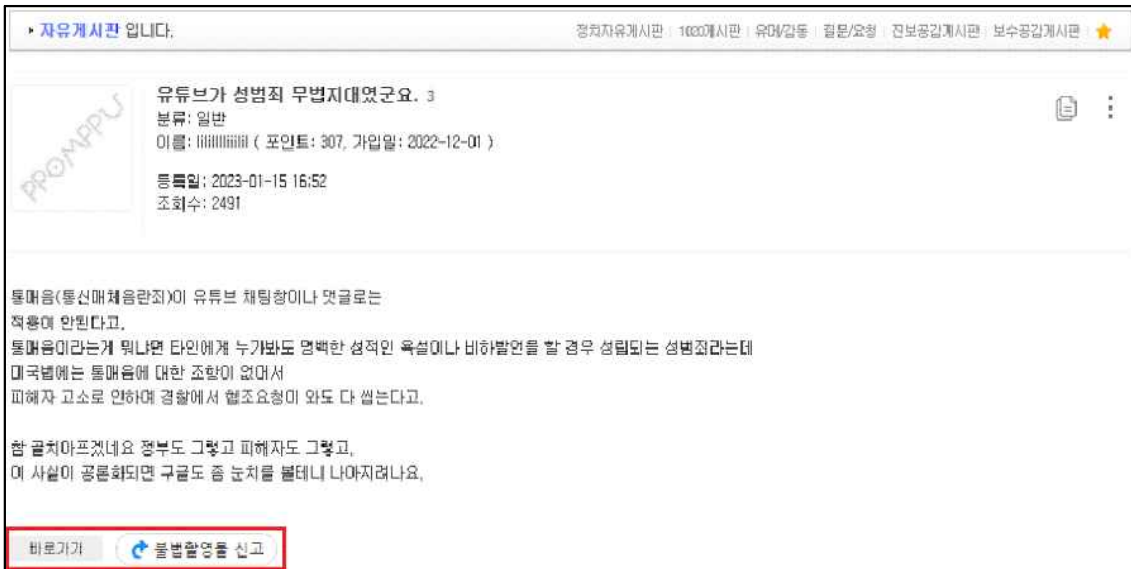 자유게시판 입니다.
정치자유게시판 1020게시판 유머/감동 질문/요청 진보공감게시판 보수공감게시판
PPOMPPU
유튜브가 성범죄 무법지대였군요. 3
분류: 일반
이름: ( 포인트: 307, 가입일: 2022-12-01 )
등록일: 2023-01-15 16:52
조회수: 2491
통매음(통신매체음란죄)이 유튜브 채팅창이나 댓글로는
적용이 안된다고.
통매음이라는게 뭐냐면 타인에게 누가봐도 명백한 성적인 욕설이나 비하발언를 할 경우 성립되는 성범죄라는데
미국법에는 통매음에 대한 조항이 없어서
피해자 고소로 인하여 경찰에서 협조요청이 와도 다 씹는다고.
참 골치아프겠네요 정부도 그렇고 피해자도 그렇고,
이 사실이 공론화되면 구글도 좀 눈치를 볼테니 나아지려나요.
바로가기
불법촬영물 신고